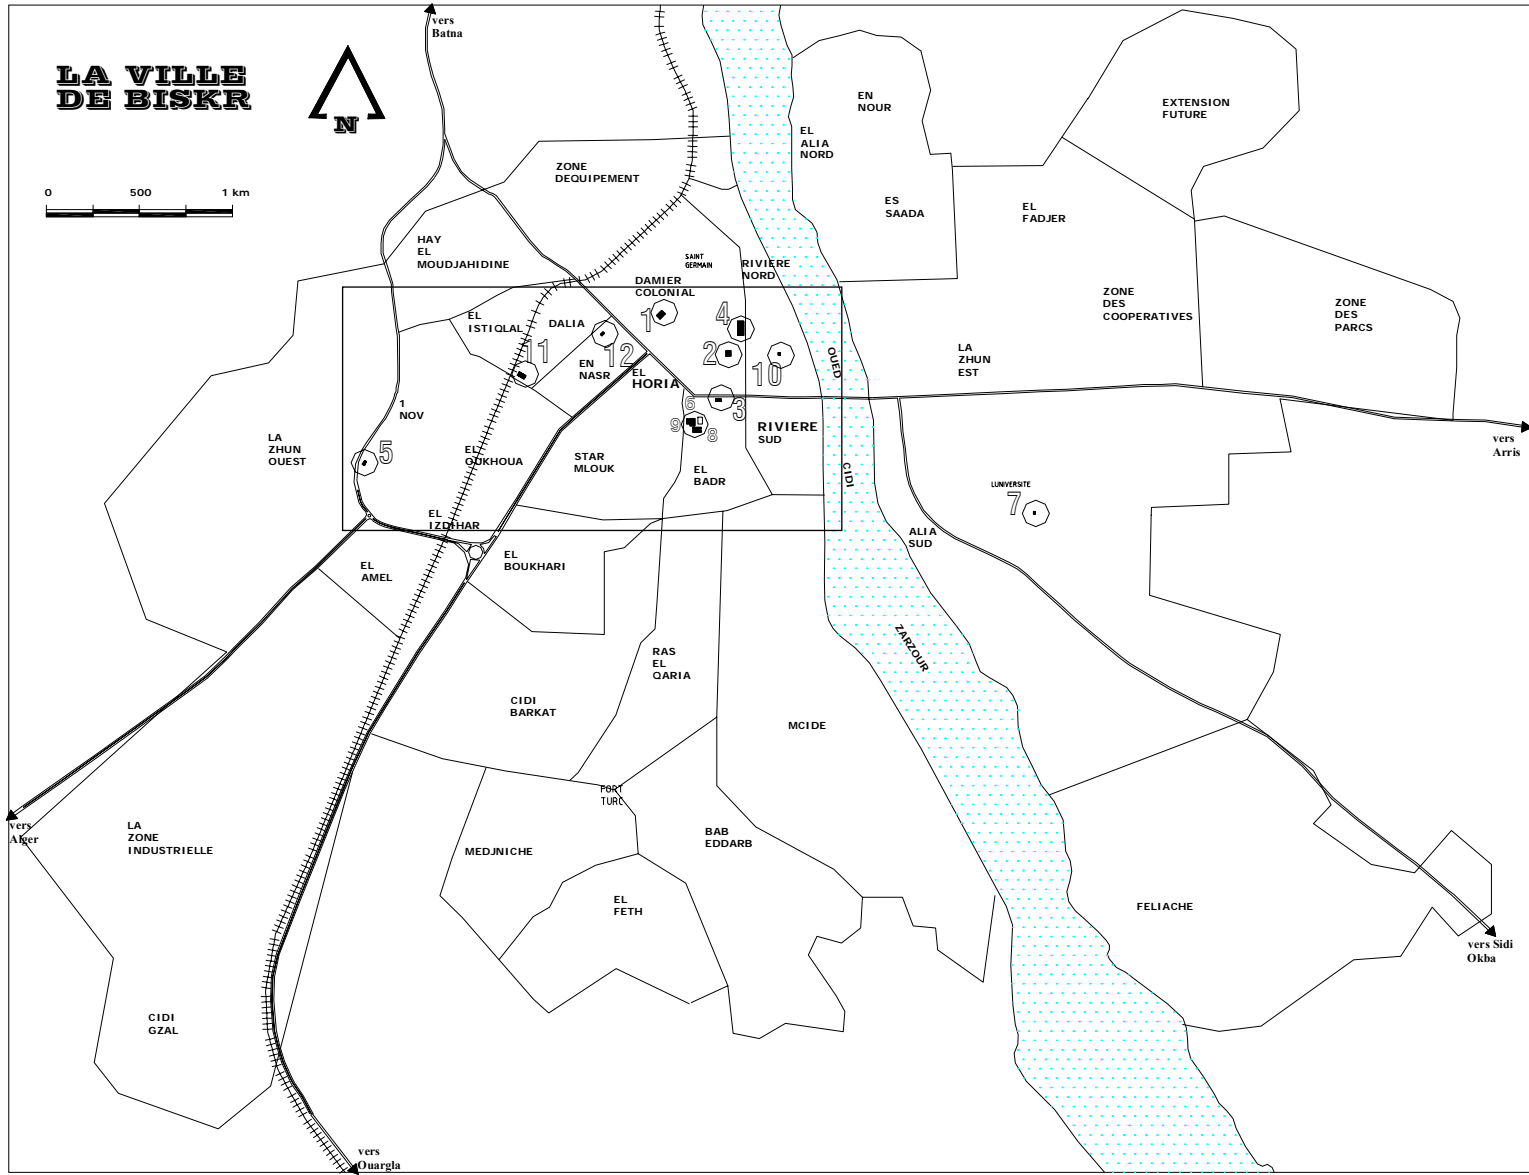 vers
Batna
LA VILLE
DE BISKR
N
0 500 1 km
EN
NOUR
EXTENSION
FUTURE
EL
ALIA
NORD
ZONE
DEQUIPEMENT
ES
SAADA
EL
FADJER
HAY
EL
MOUDJAHIDINE
SAINT
GERMAIN
RIVIERE
NORD
DAMIER
COLONIAL
ZONE
DES
COOPERATIVES
ZONE
DES
PARCS
EL
ISTIQLAL
DALIA
1
4
11
12
2
10
EN
NASR
EL
HORIA
OUED
LA
ZHUN
EST
1
NOV
6
3
9
8
RIVIERE
SUD
LA
ZHUN
OUEST
5
EL
OUKHOUA
STAR
MLOUK
EL
BADR
CIDI
vers
Arris
LUNIVERSITE
7
EL
IZDIHAR
ALIA
SUD
EL
AMEL
EL
BOUKHARI
ZARZOUR
RAS
EL
QARIA
CIDI
BARKAT
MCIDE
FORT
TURC
vers
Alger
LA
ZONE
INDUSTRIELLE
MEDJNICHE
BAB
EDDARB
EL
FETH
FELIACHE
vers Sidi
Okba
CIDI
GZAL
vers
Ouargla